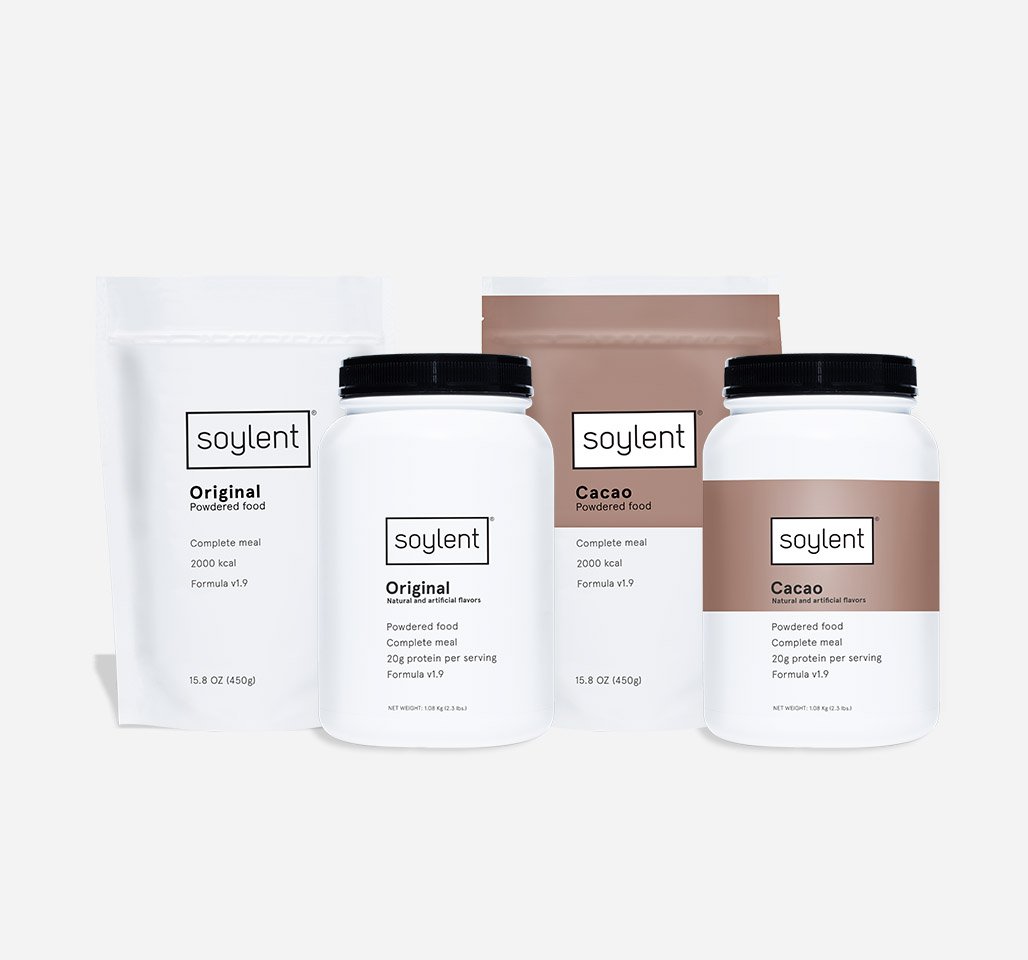 soylent®
Original
Powdered food
Complete meal
2000 kcal
Formula v1.9
15.8 OZ (450g)
soylent®
Original
Natural and artificial flavors
Powdered food
Complete meal
20g protein per serving
Formula v1.9
NET WEIGHT: 1.08 Kg (2.3 lbs.)
soylent®
Cacao
Powdered food
Complete meal
2000 kcal
Formula v1.9
15.8 OZ (450g)
soylent®
Cacao
Natural and artificial flavors
Powdered food
Complete meal
20g protein per serving
Formula v1.9
NET WEIGHT: 1.08 Kg (2.3 lbs.)